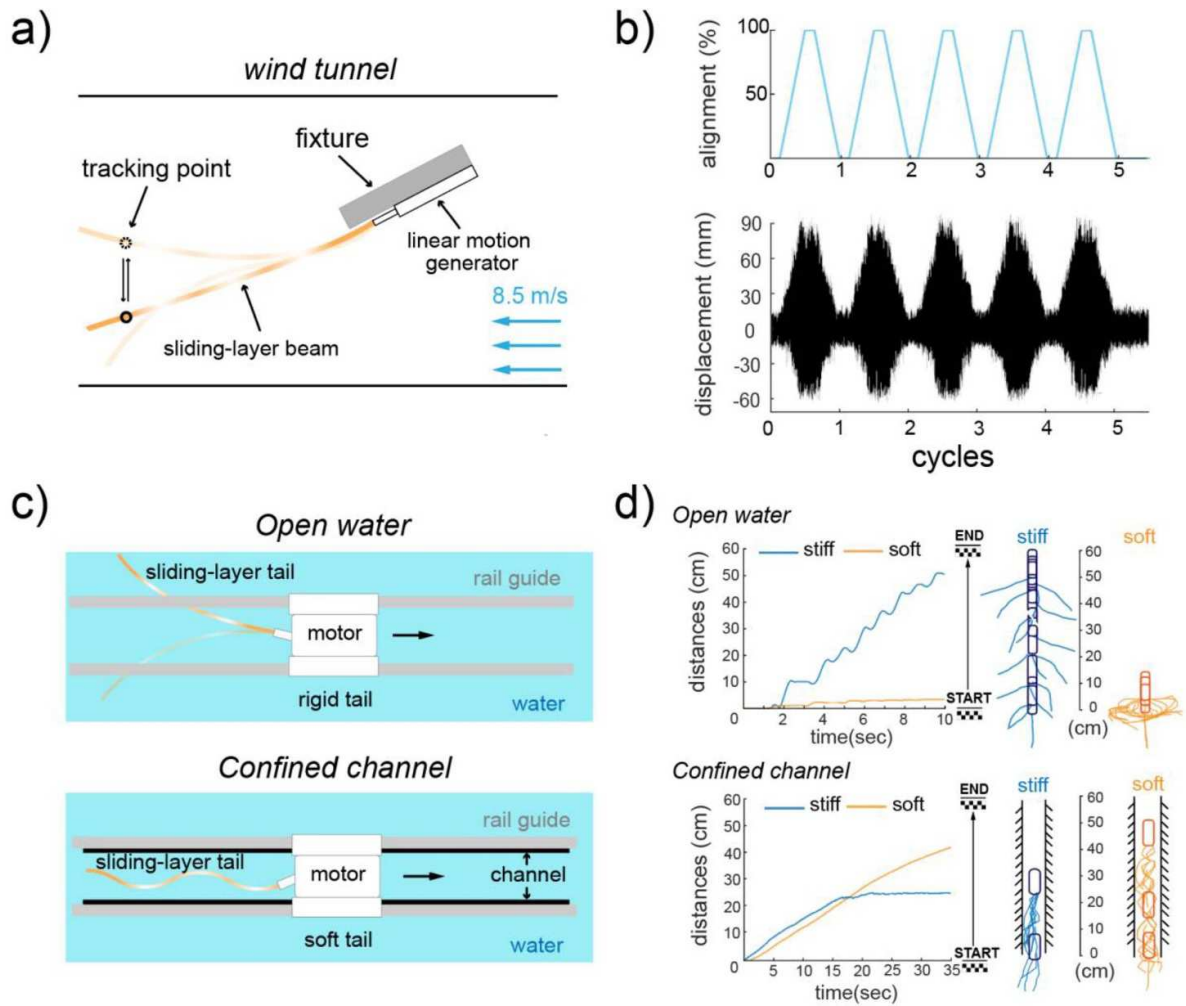 a)
wind tunnel
fixture
tracking point
linear motion
generator
8.5 m/s
sliding-layer beam
b)
alignment (%)
100
50
0 1 2 3 4 5
displacement (mm)
90
60
30
0
-30
-60
0 1 2 3 4 5
cycles
c)
Open water
sliding-layer tail
rail guide
motor
rigid tail
water
Confined channel
rail guide
sliding-layer tail
motor
channel
soft tail
water
d)
Open water
stiff soft
distances (cm)
60
50
40
30
20
10
0 2 4 6 8 10
time(sec)
END
START
stiff
60
50
40
30
20
10
0
(cm)
soft
Confined channel
stiff soft
distances (cm)
60
50
40
30
20
10
0 5 10 15 20 25 30 35
time(sec)
END
START
stiff
60
50
40
30
20
10
0
(cm)
soft